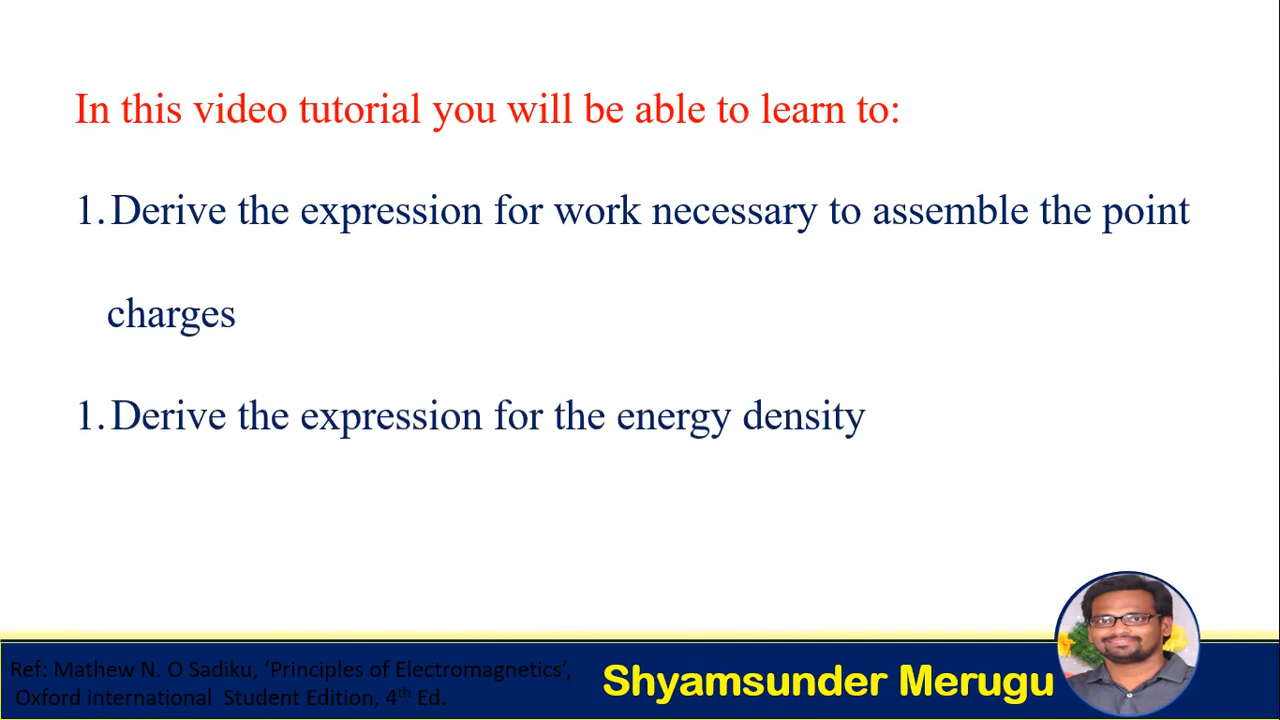 In this video tutorial you will be able to learn to:
1. Derive the expression for work necessary to assemble the point
charges
1. Derive the expression for the energy density
Ref: Mathew N. O Sadiku, 'Principles of Electromagnetics',
Oxford international Student Edition, 4th Ed.
Shyamsunder Merugu